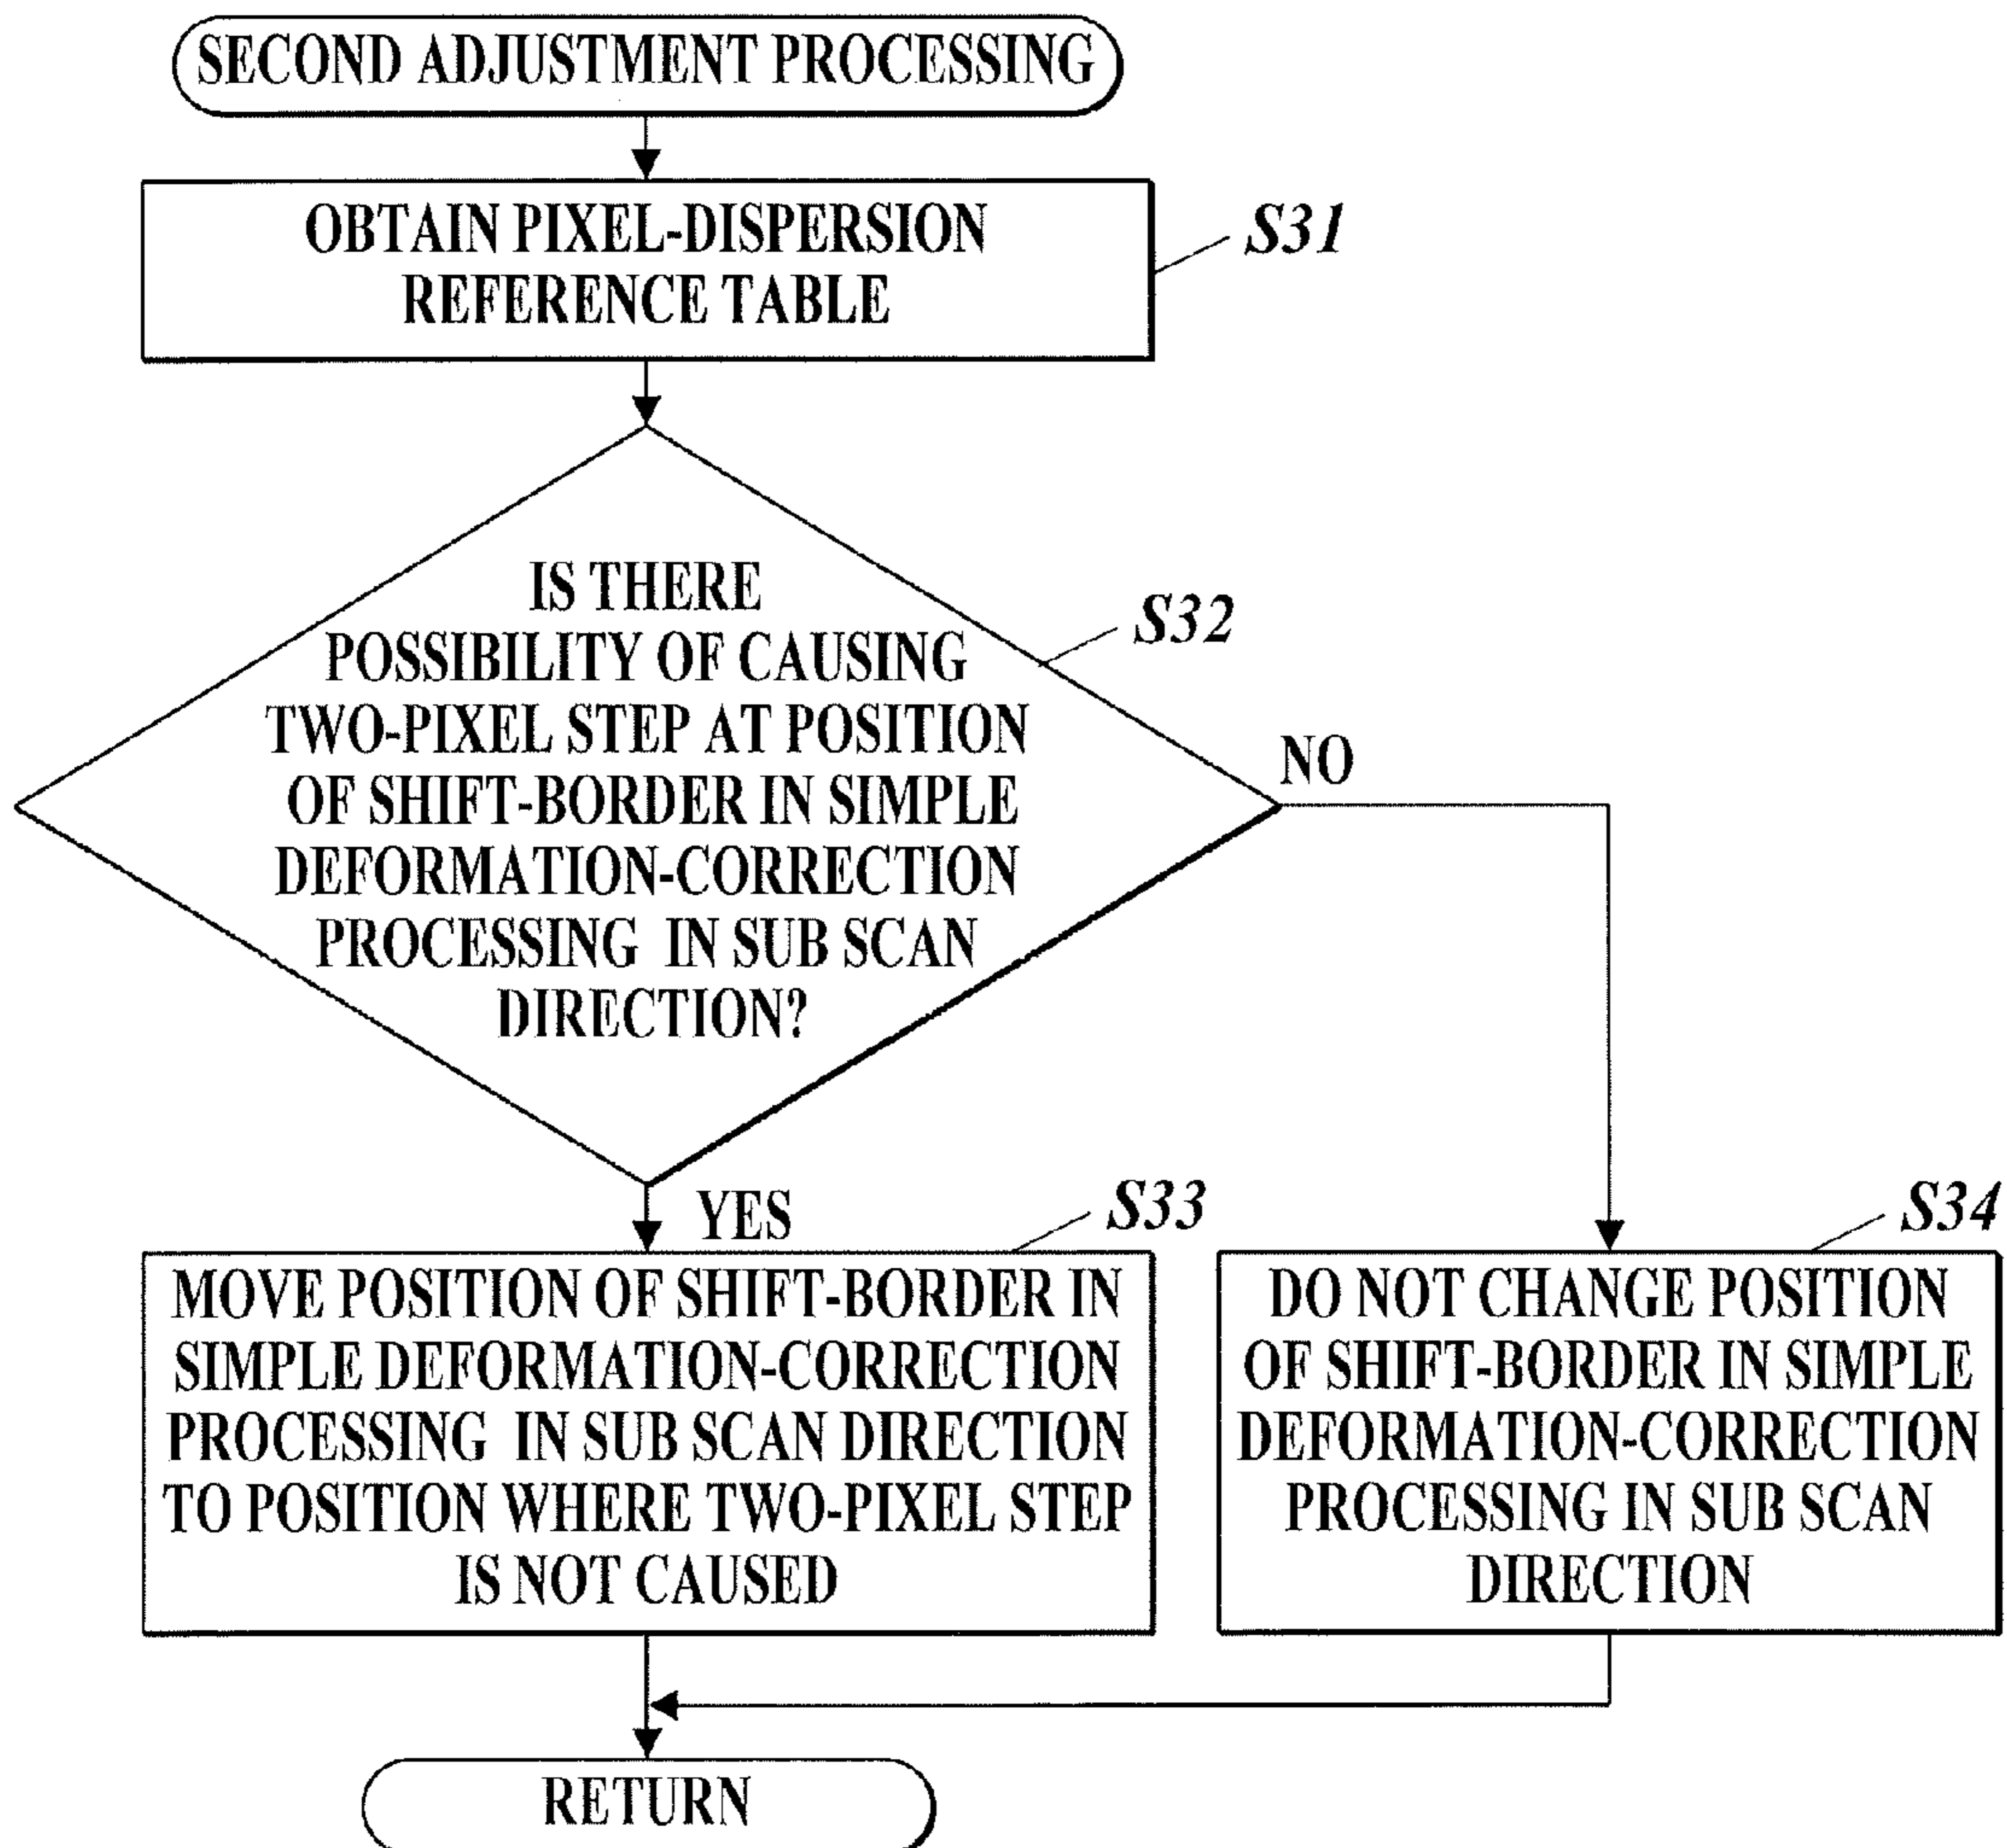 SECOND ADJUSTMENT PROCESSING
OBTAIN PIXEL-DISPERSION
REFERENCE TABLE
S31
IS THERE
POSSIBILITY OF CAUSING
TWO-PIXEL STEP AT POSITION
OF SHIFT-BORDER IN SIMPLE
DEFORMATION-CORRECTION
PROCESSING IN SUB SCAN
DIRECTION?
S32
NO
YES
S33
MOVE POSITION OF SHIFT-BORDER IN
SIMPLE DEFORMATION-CORRECTION
PROCESSING IN SUB SCAN DIRECTION
TO POSITION WHERE TWO-PIXEL STEP
IS NOT CAUSED
S34
DO NOT CHANGE POSITION
OF SHIFT-BORDER IN SIMPLE
DEFORMATION-CORRECTION
PROCESSING IN SUB SCAN
DIRECTION
RETURN